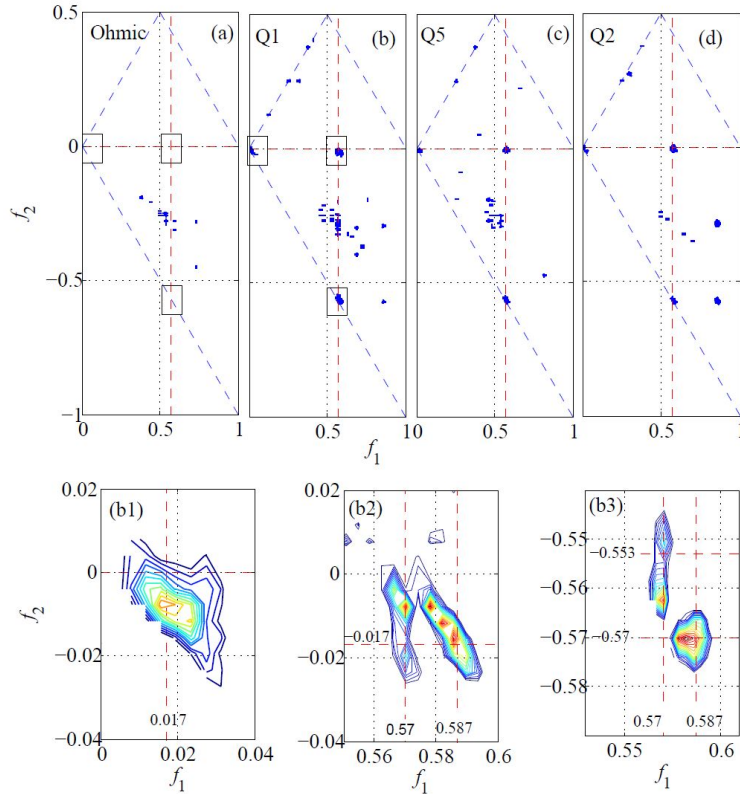 0.5 Ohmic (a) Q1 (b) Q5 (c) Q2 (d)
0
f2
−0.5
−1
0 0.5 1 0.5 10 0.5 10 0.5 1
f1
0.02 (b1) 0.02 (b2) (b3)
−0.55
0 0 −0.553
f2 −0.56
−0.017
−0.02 −0.02 −0.57 −0.57
−0.58
0.017 0.57 0.587 0.57 0.587
−0.04 −0.04
0 0.02 0.04 0.56 0.58 0.6 0.55 0.6
f1 f1 f1